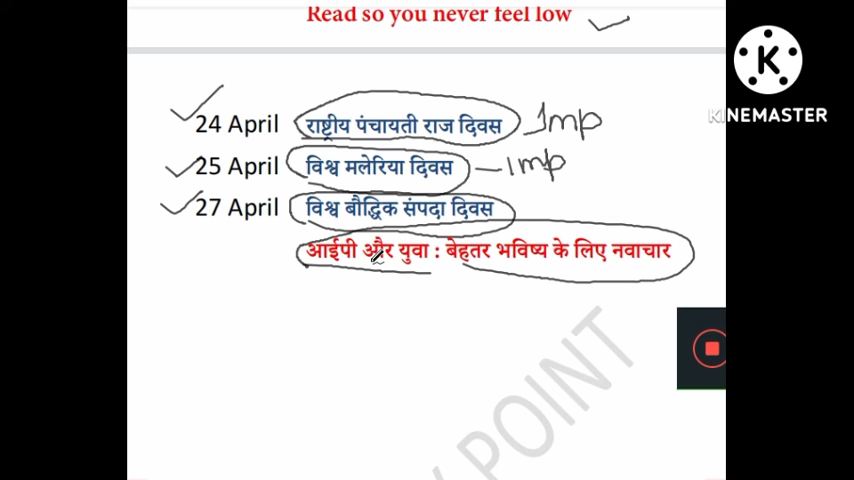 Read so you never feel low
K
KINEMASTER
24 April राष्ट्रीय पंचायती राज दिवस Imp
25 April विश्व मलेरिया दिवस – Imp
27 April विश्व बौद्धिक संपदा दिवस
आईपी और युवा : बेहतर भविष्य के लिए नवाचार
POINT